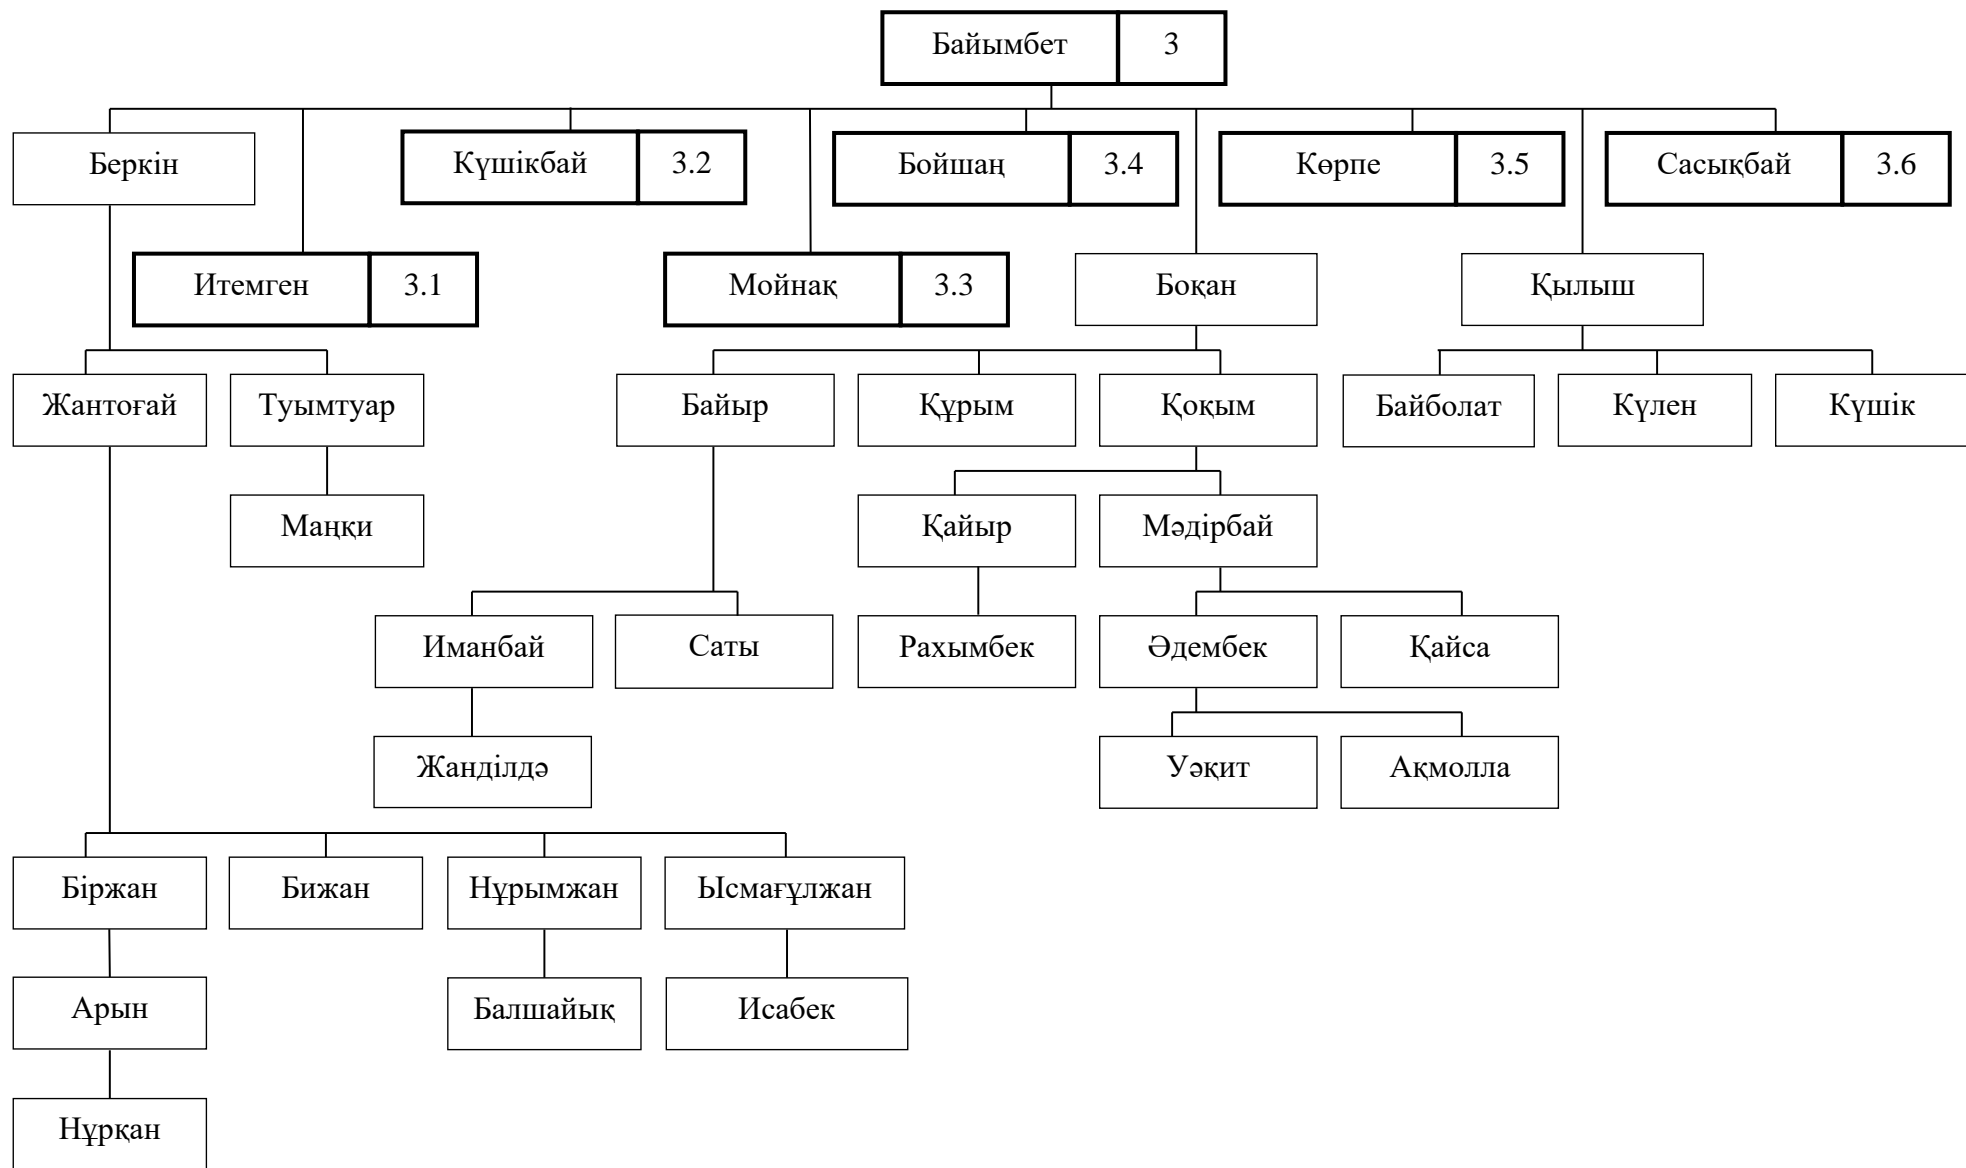 Байымбет 3
Беркін Күшікбай 3.2 Бойшаң 3.4 Көрпе 3.5 Сасықбай 3.6
Итемген 3.1 Мойнақ 3.3 Боқан Қылыш
Жантоғай Туымтуар Байыр Құрым Қоқым Байболат Күлен Күшік
Маңқи Қайыр Мәдірбай
Иманбай Саты Рахымбек Әдембек Қайса
Жанділдә Уәқит Ақмолла
Біржан Бижан Нұрымжан Ысмағұлжан
Арын Балшайық Исабек
Нұрқан